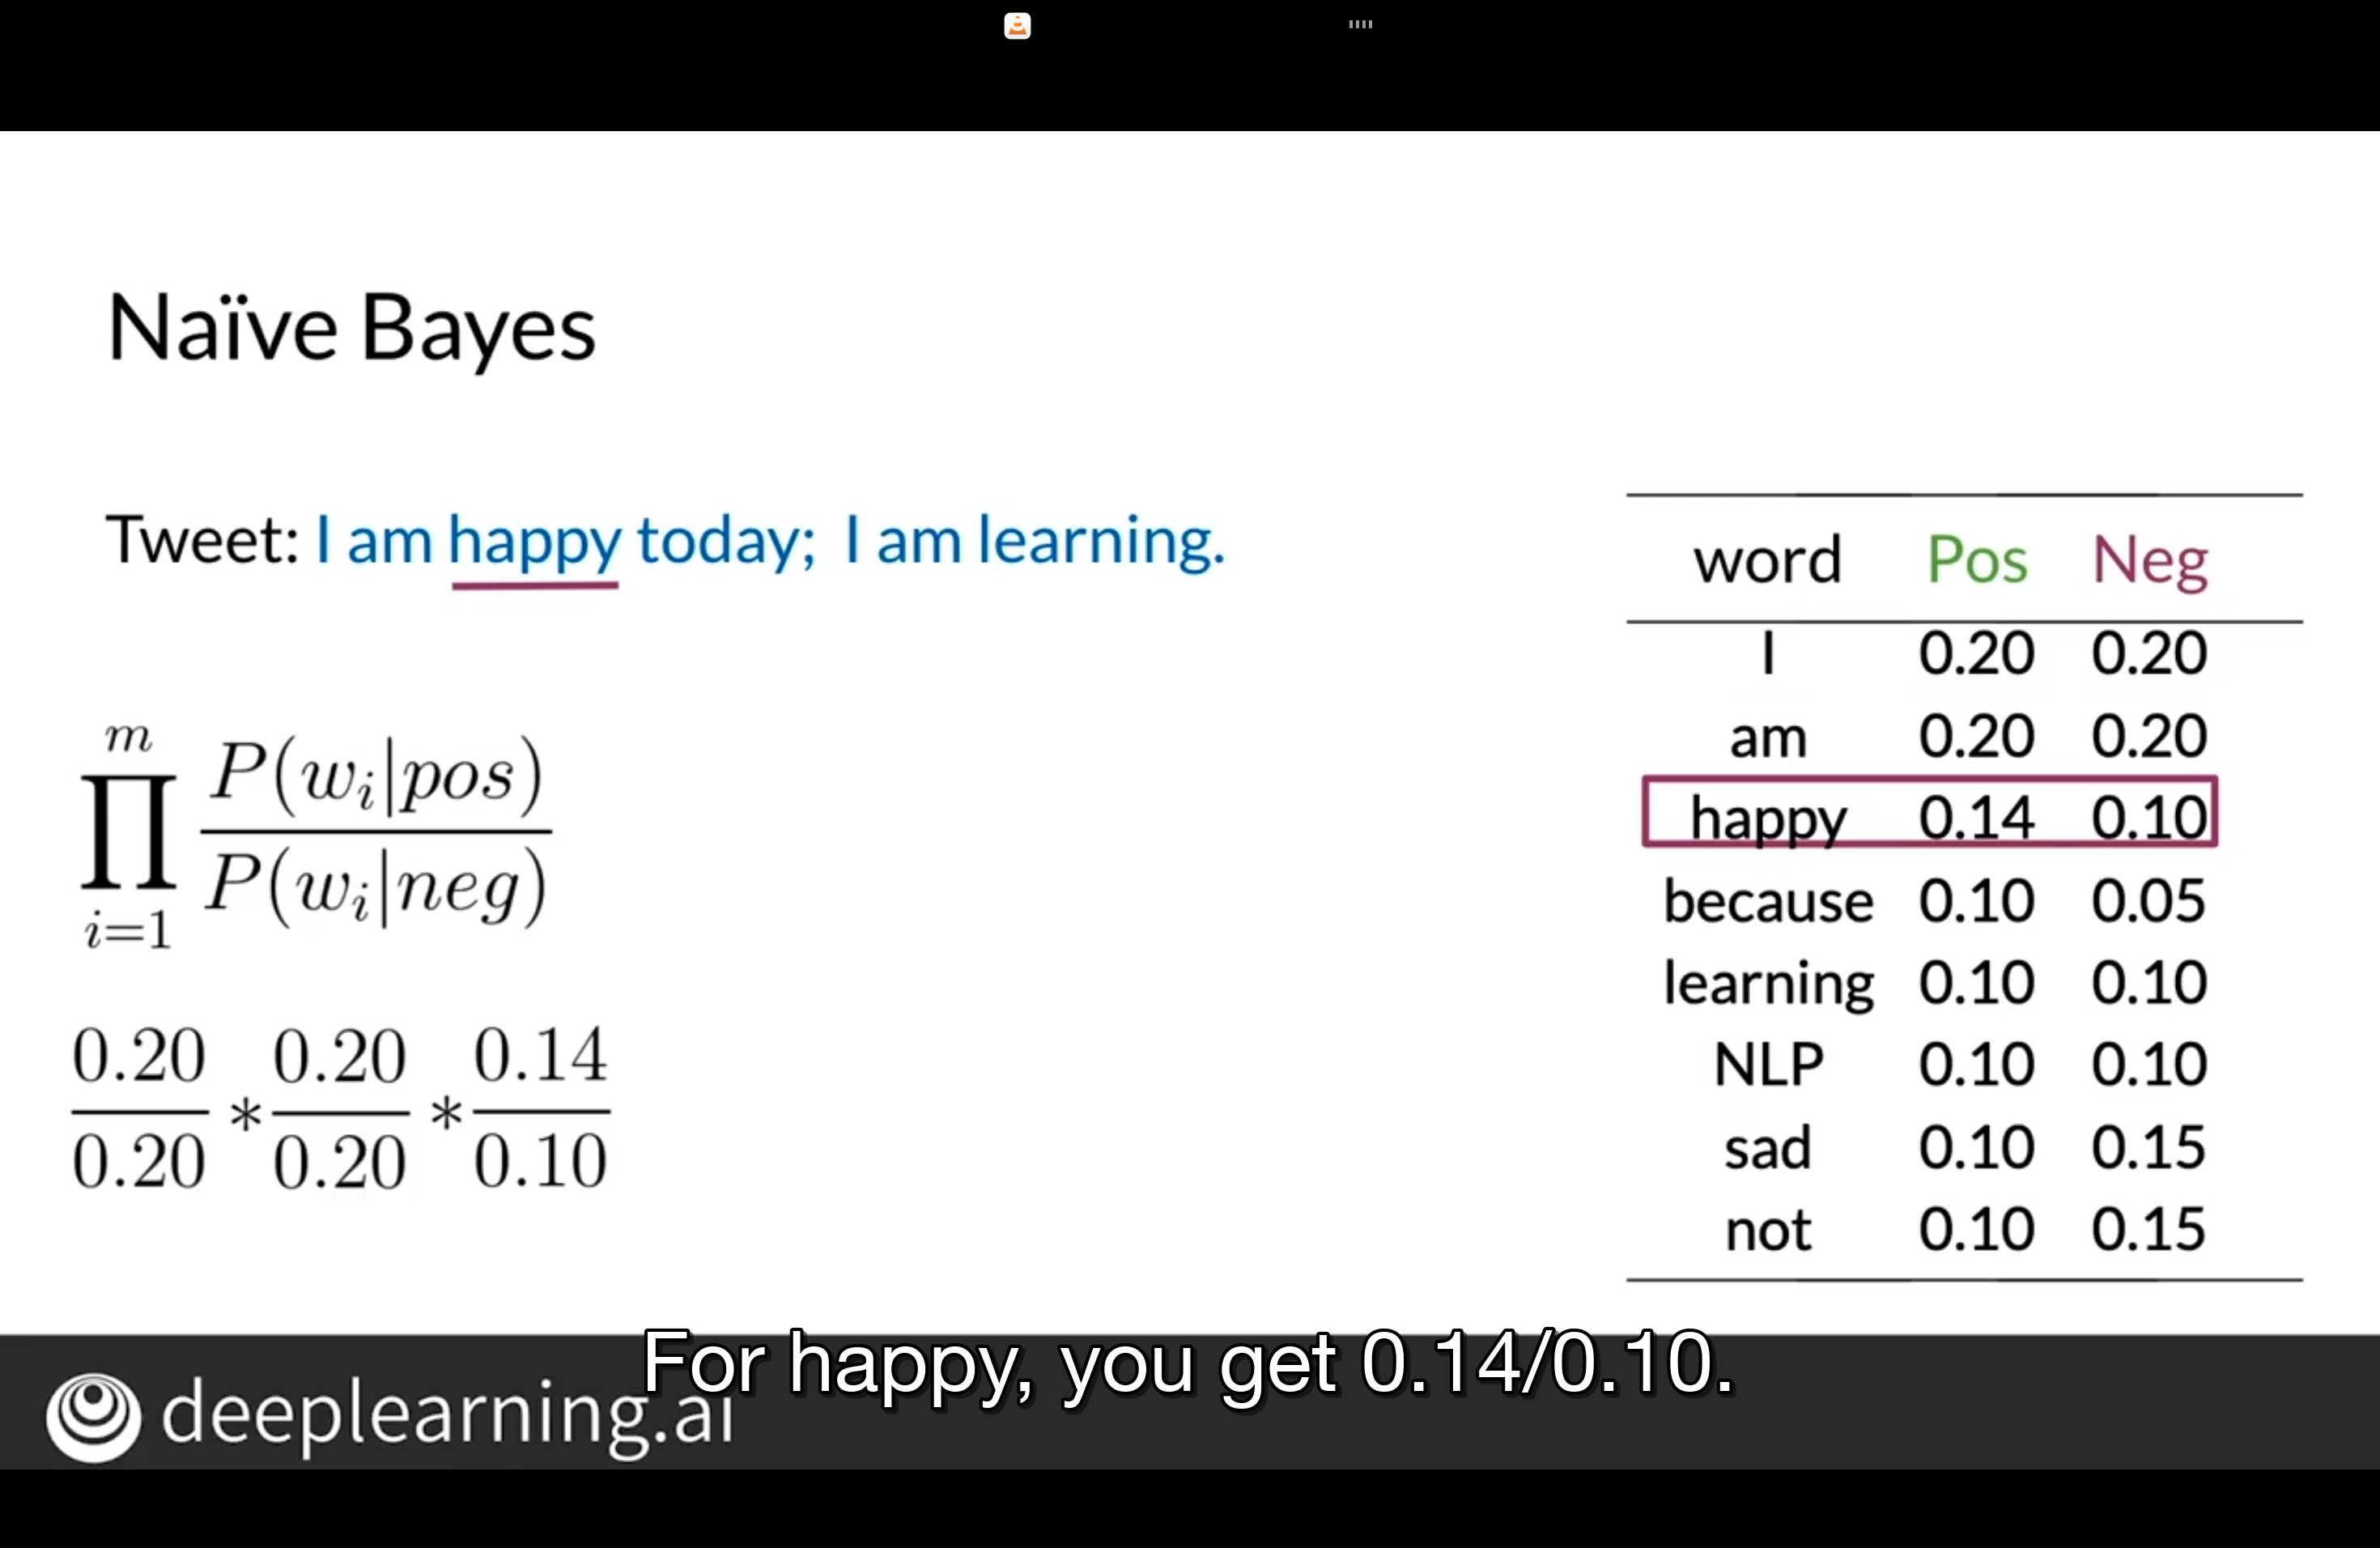 Naïve Bayes
Tweet: I am happy today; I am learning.
m
∏
i=1
P(wᵢ|pos)
P(wᵢ|neg)
0.20 0.20 0.14
* *
0.20 0.20 0.10
word Pos Neg
I 0.20 0.20
am 0.20 0.20
happy 0.14 0.10
because 0.10 0.05
learning 0.10 0.10
NLP 0.10 0.10
sad 0.10 0.15
not 0.10 0.15
For happy, you get 0.14/0.10.
deeplearning.ai